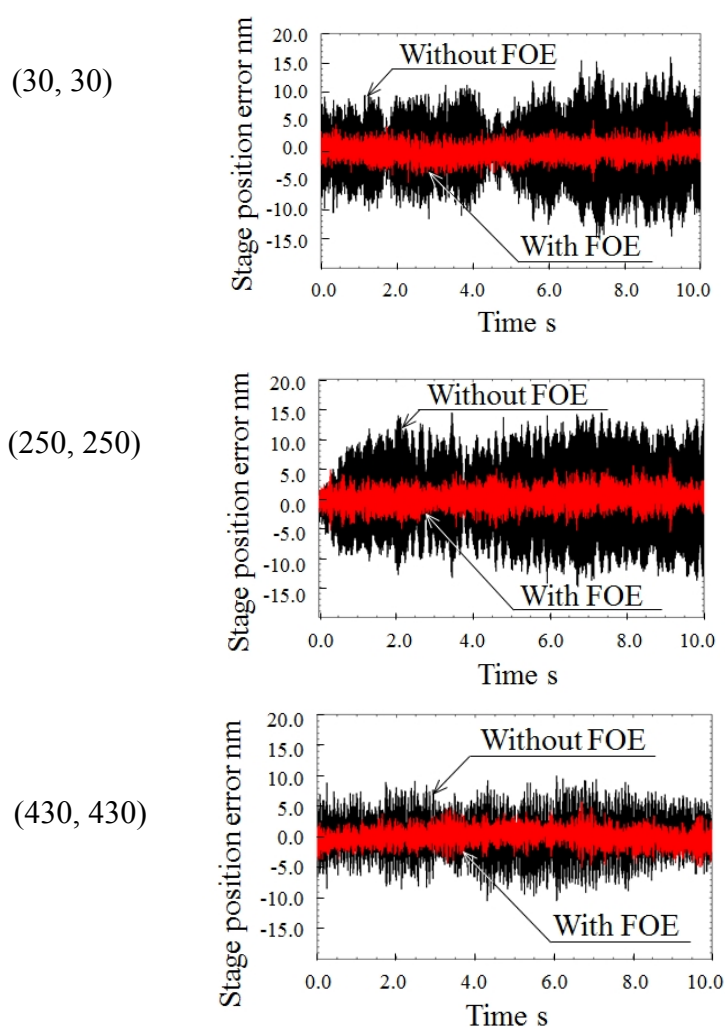 (30, 30)
Stage position error nm
20.0
15.0
10.0
5.0
0.0
-5.0
-10.0
-15.0
Without FOE
With FOE
0.0 2.0 4.0 6.0 8.0 10.0
Time s
(250, 250)
Stage position error nm
20.0
15.0
10.0
5.0
0.0
-5.0
-10.0
-15.0
Without FOE
With FOE
0.0 2.0 4.0 6.0 8.0 10.0
Time s
(430, 430)
Stage position error nm
20.0
15.0
10.0
5.0
0.0
-5.0
-10.0
-15.0
Without FOE
With FOE
0.0 2.0 4.0 6.0 8.0 10.0
Time s